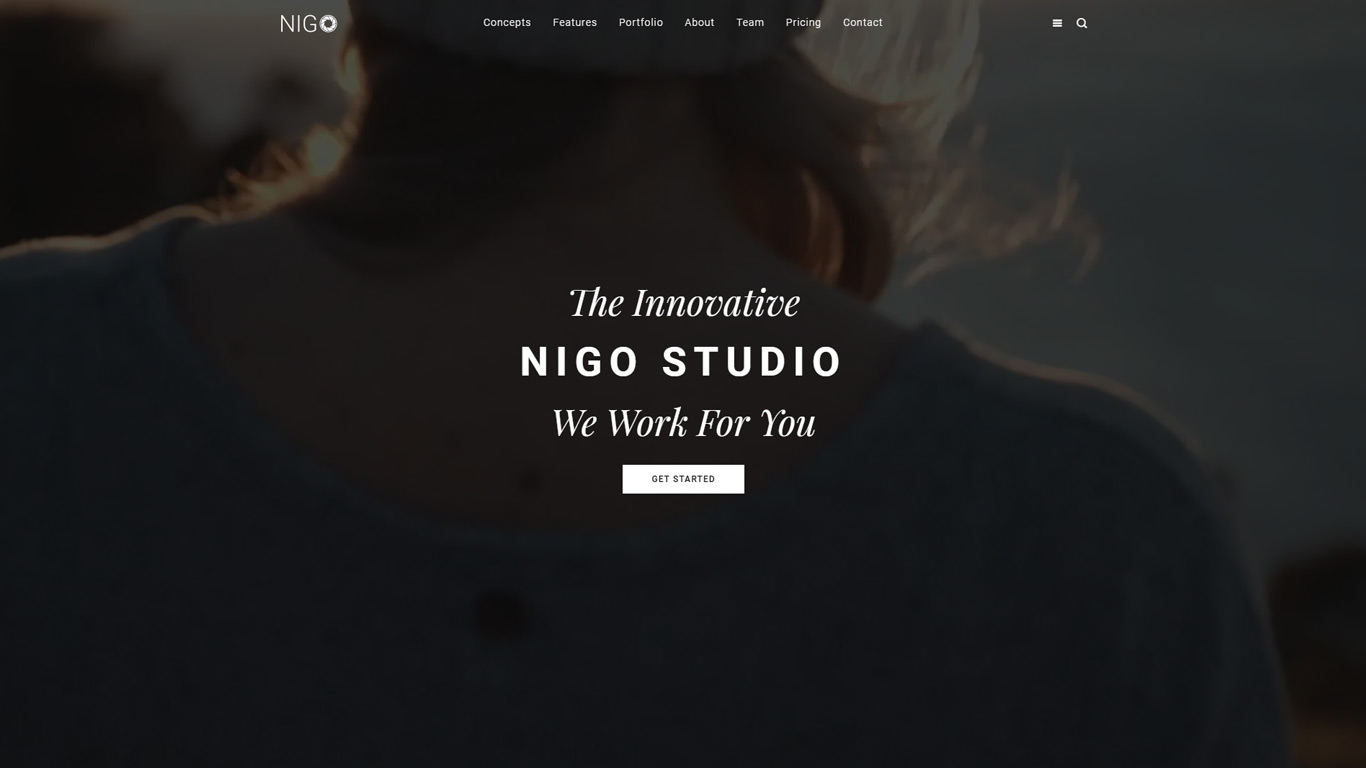 NIGO
Concepts Features Portfolio About Team Pricing Contact
The Innovative
NIGO STUDIO
We Work For You
GET STARTED